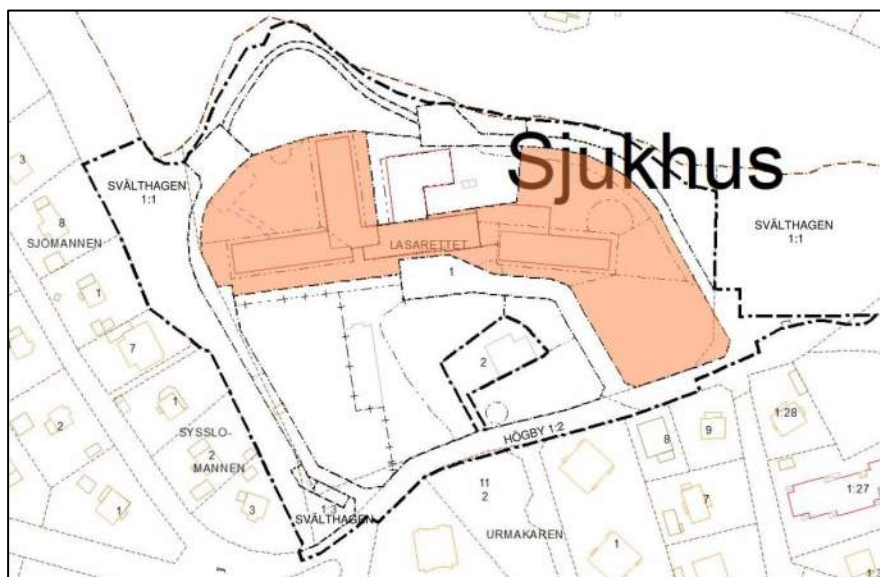 Sjukhus
3
SVÄLTHAGEN
1:1
8
SJÖMANNEN
SVÄLTHAGEN
1:1
LASARETTET
1
1
7
2
1
2
SYSSLO-
2
MANNEN
1
3
1:3
SVÄLTHAGEN
HÖGBY 1:2
11
2
URMAKAREN
8
9
1:28
7
1:27
1